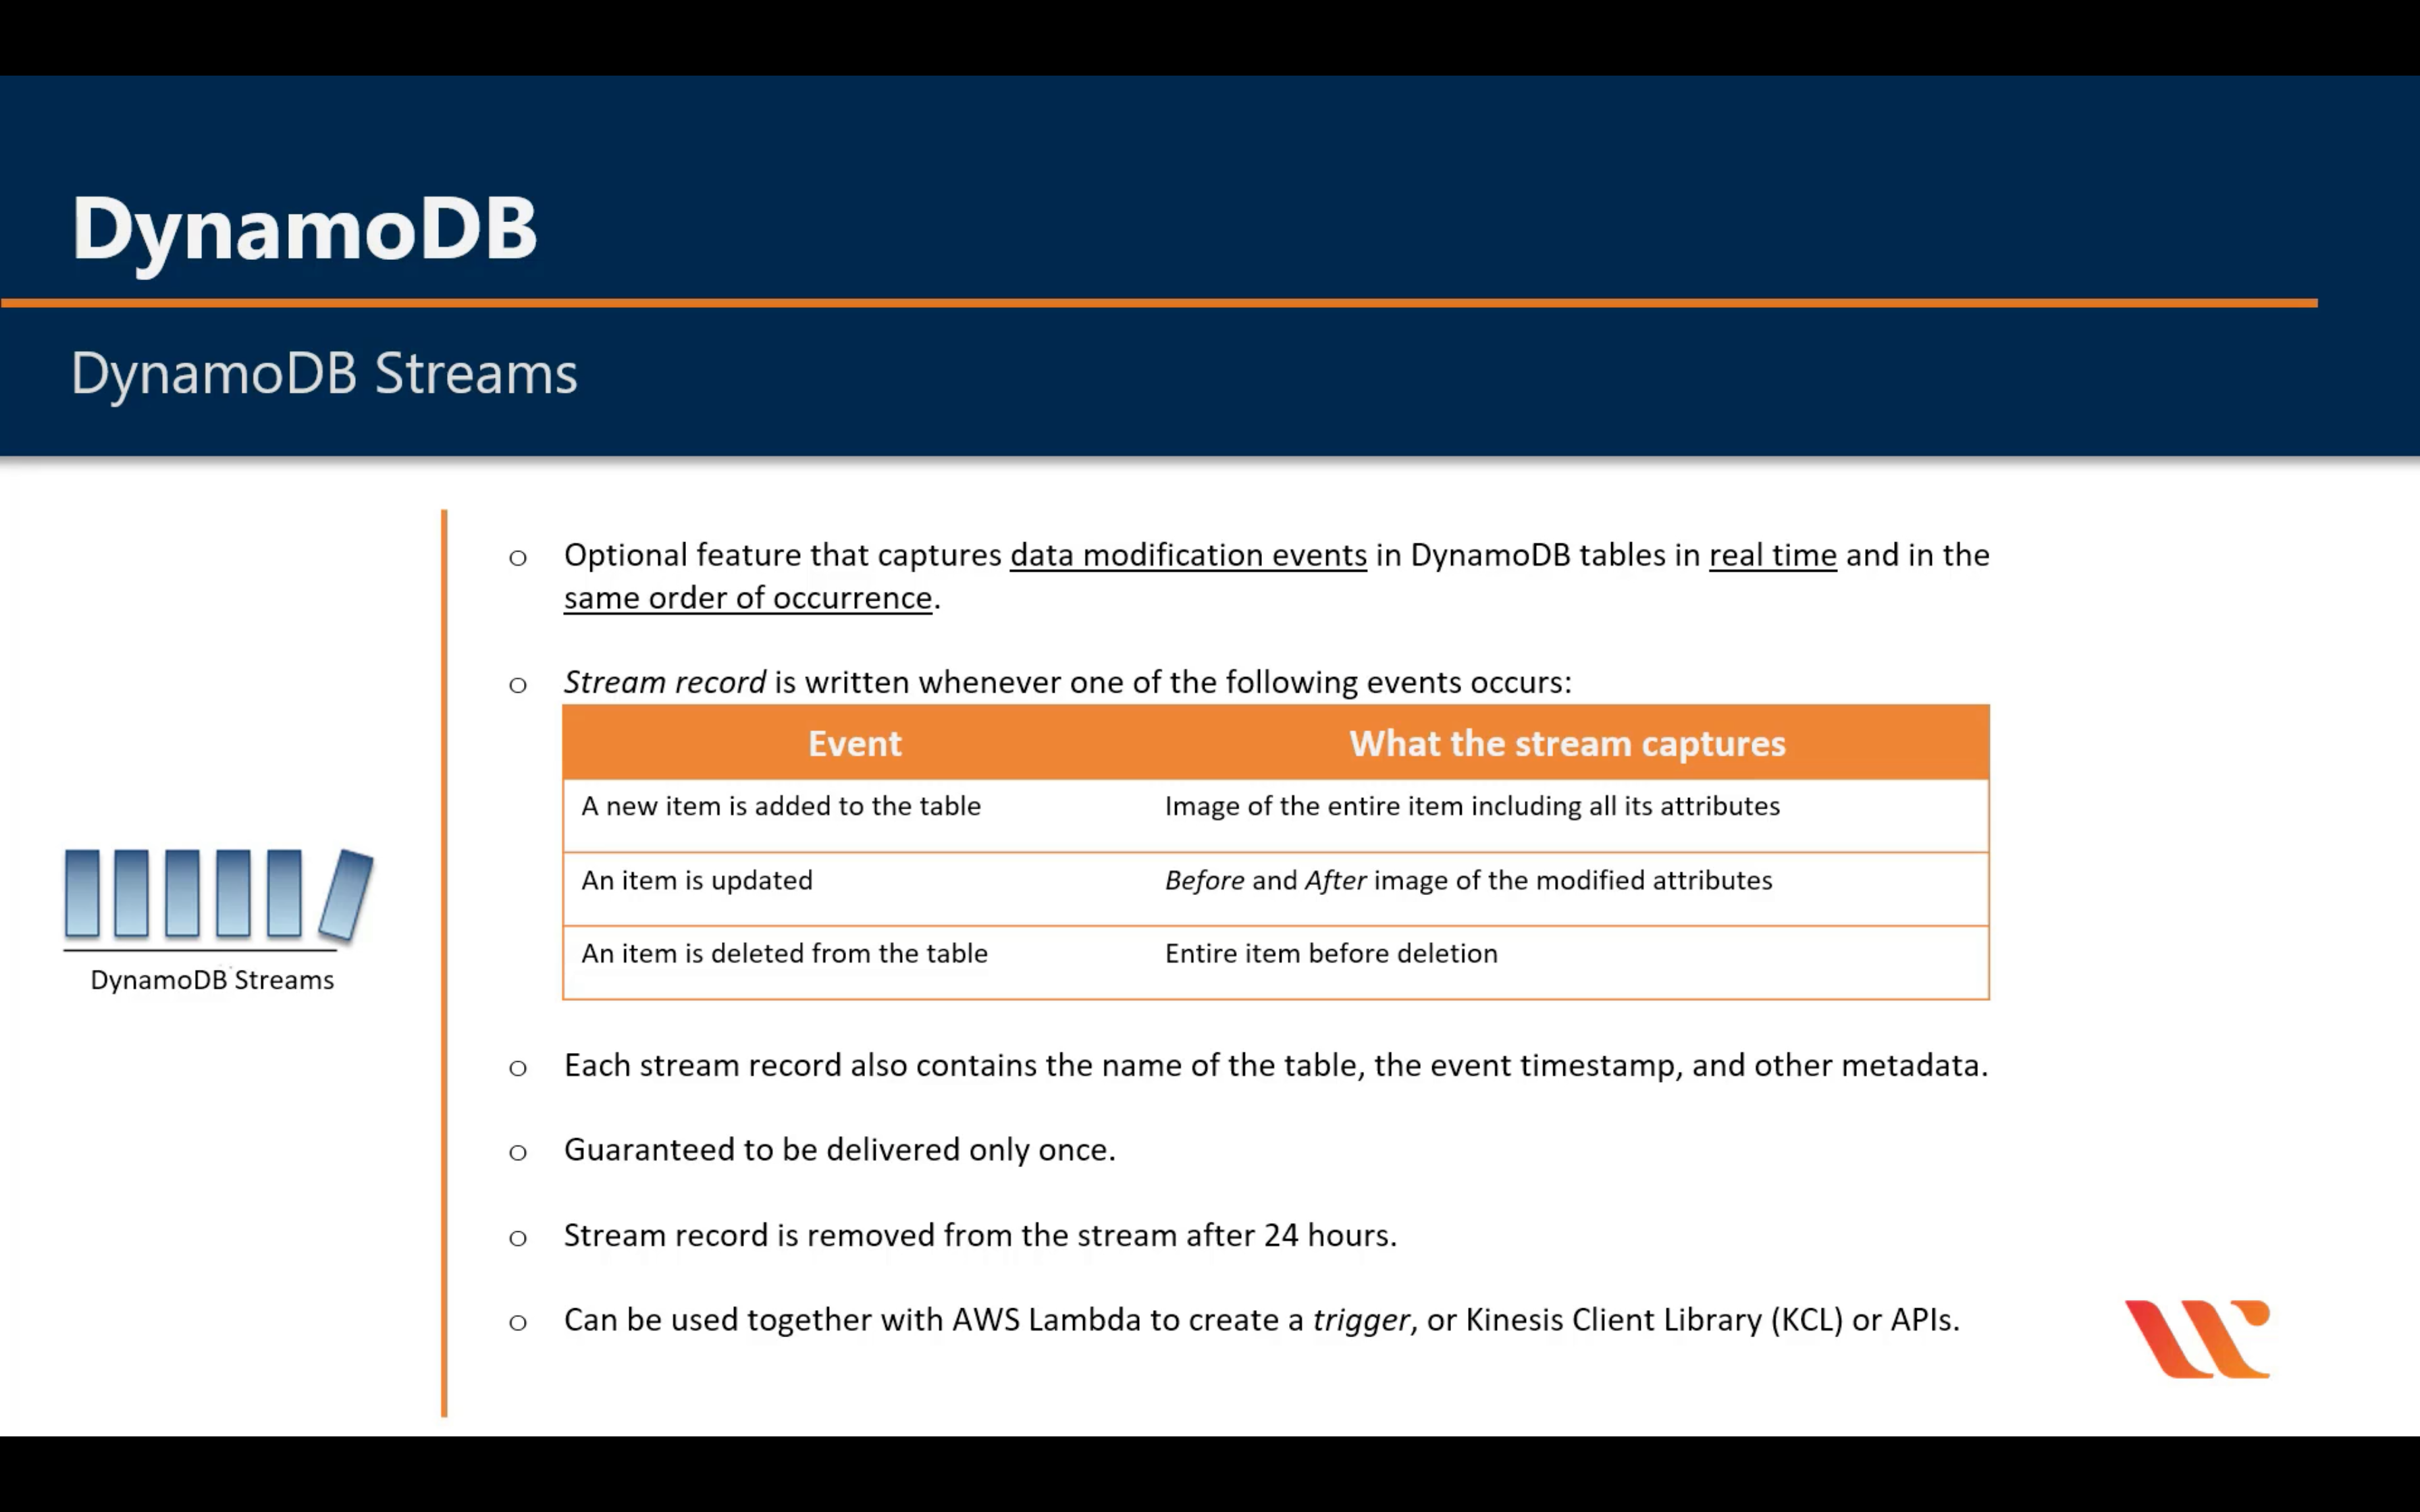 DynamoDB
DynamoDB Streams
Optional feature that captures data modification events in DynamoDB tables in real time and in the
same order of occurrence.
Stream record is written whenever one of the following events occurs:
Event What the stream captures
A new item is added to the table Image of the entire item including all its attributes
An item is updated Before and After image of the modified attributes
An item is deleted from the table Entire item before deletion
DynamoDB Streams
Each stream record also contains the name of the table, the event timestamp, and other metadata.
Guaranteed to be delivered only once.
Stream record is removed from the stream after 24 hours.
Can be used together with AWS Lambda to create a trigger, or Kinesis Client Library (KCL) or APIs.